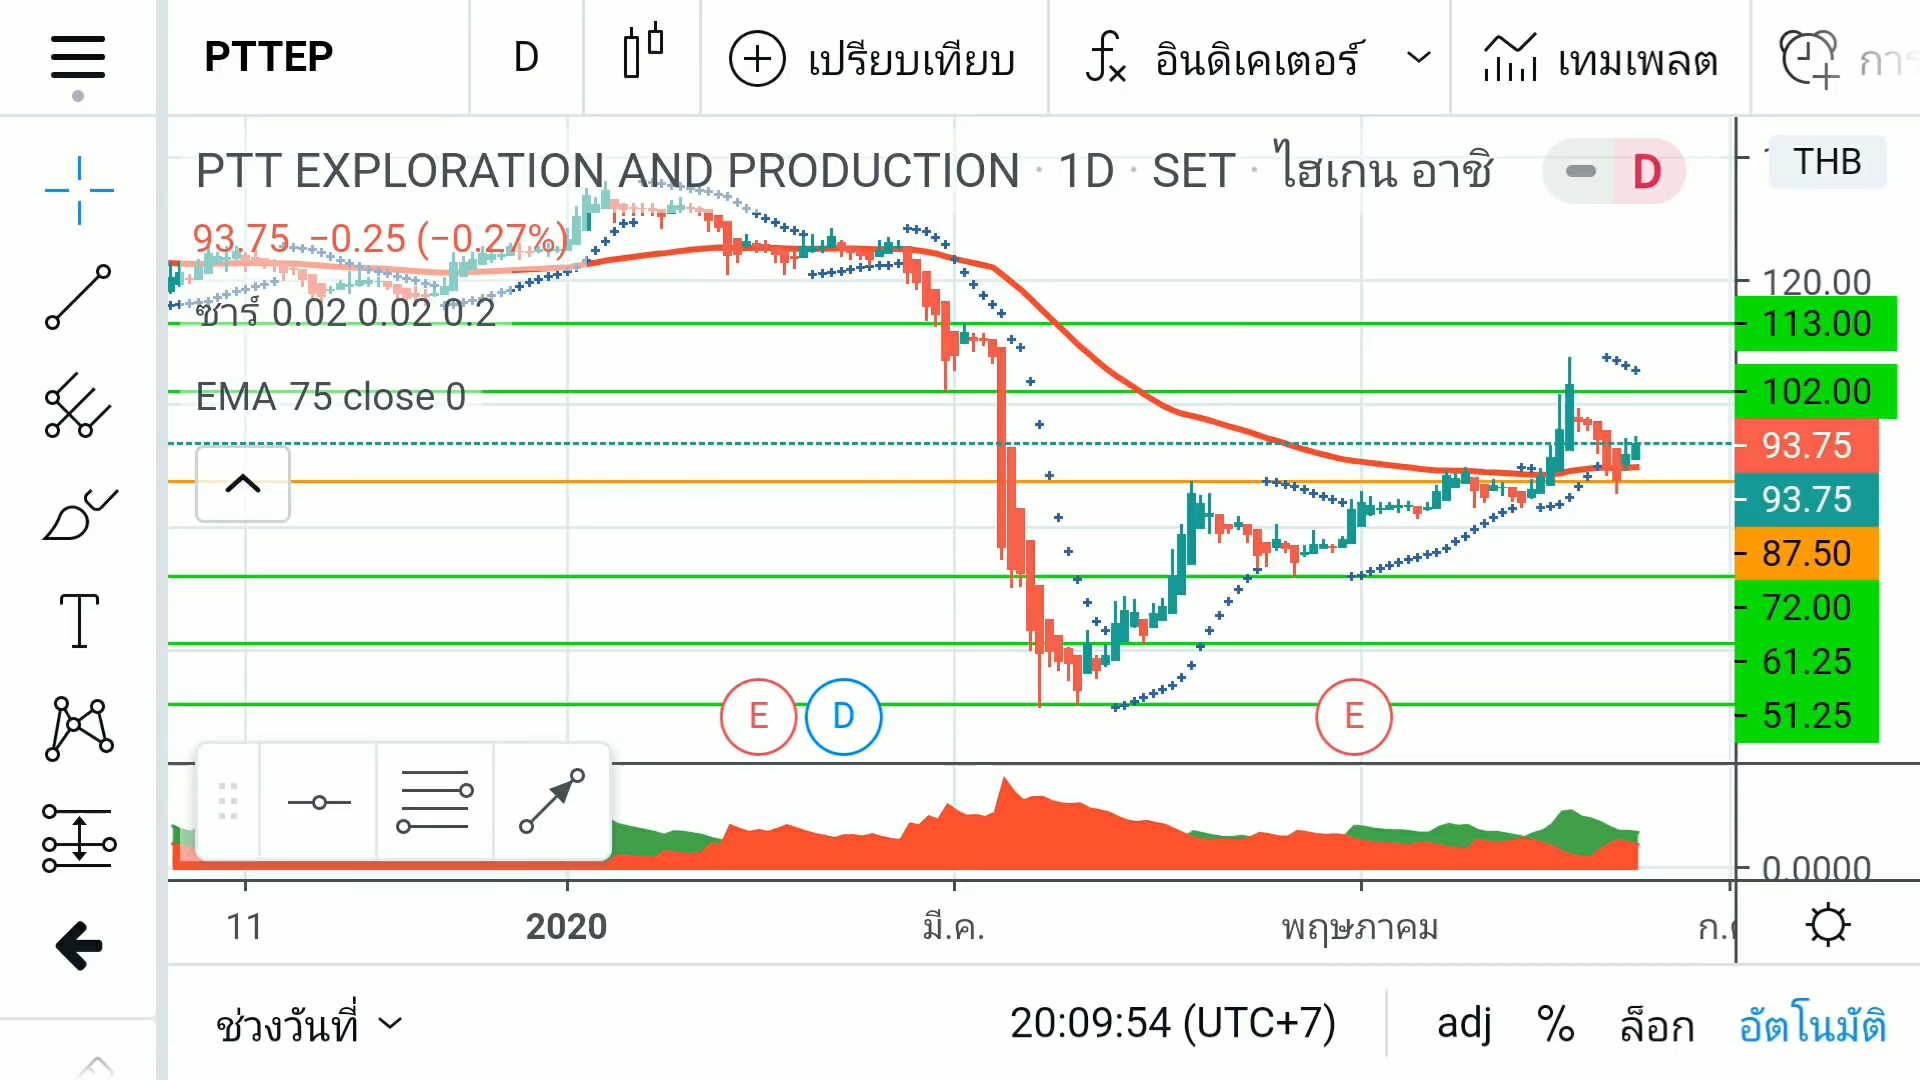 PTTEP D เปรียบเทียบ fx อินดิเคเตอร์ เทมเพลต
PTT EXPLORATION AND PRODUCTION · 1D · SET · ไฮเกน อาชิ D THB
93.75 −0.25 (−0.27%)
120.00
ซาร์ 0.02 0.02 0.2
113.00
EMA 75 close 0
102.00
93.75
93.75
87.50
72.00
61.25
51.25
E D E
0.0000
11 2020 มี.ค. พฤษภาคม
ช่วงวันที่ 20:09:54 (UTC+7) adj % ล็อก อัตโนมัติ